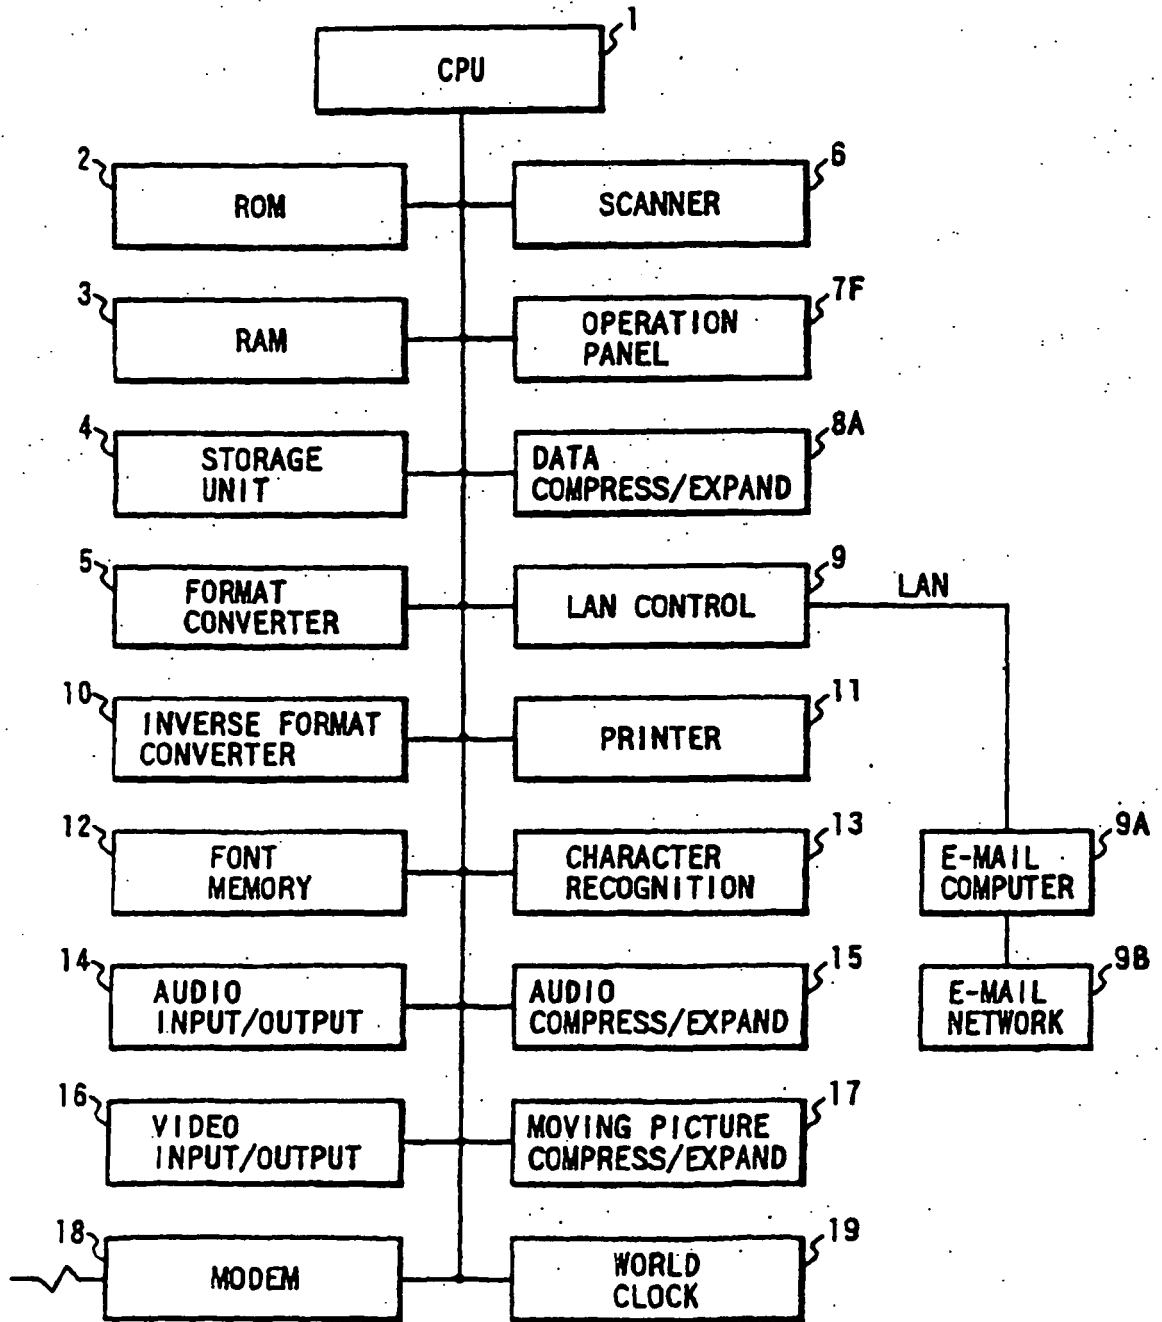 1
CPU
2
ROM
6
SCANNER
3
RAM
7F
OPERATION
PANEL
4
STORAGE
UNIT
8A
DATA
COMPRESS/EXPAND
5
FORMAT
CONVERTER
9
LAN CONTROL
LAN
10
INVERSE FORMAT
CONVERTER
11
PRINTER
12
FONT
MEMORY
13
CHARACTER
RECOGNITION
9A
E-MAIL
COMPUTER
14
AUDIO
INPUT/OUTPUT
15
AUDIO
COMPRESS/EXPAND
9B
E-MAIL
NETWORK
16
VIDEO
INPUT/OUTPUT
17
MOVING PICTURE
COMPRESS/EXPAND
18
MODEM
19
WORLD
CLOCK